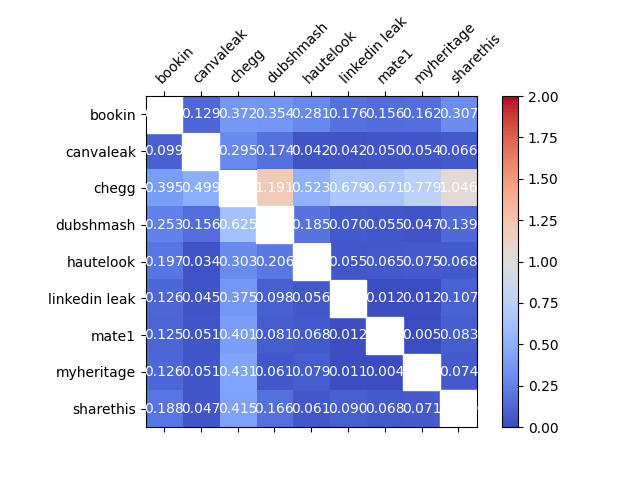 bookin canvaleak chegg dubshmash hautelook linkedin leak mate1 myheritage sharethis
bookin 0.129 0.372 0.354 0.281 0.176 0.156 0.162 0.307
canvaleak 0.099 0.295 0.174 0.042 0.042 0.050 0.054 0.066
chegg 0.395 0.499 1.191 0.523 0.679 0.671 0.779 1.046
dubshmash 0.253 0.156 0.625 0.185 0.070 0.055 0.047 0.139
hautelook 0.197 0.034 0.303 0.206 0.055 0.065 0.075 0.068
linkedin leak 0.126 0.045 0.375 0.098 0.056 0.012 0.012 0.107
mate1 0.125 0.051 0.401 0.081 0.068 0.012 0.005 0.083
myheritage 0.126 0.051 0.431 0.061 0.079 0.011 0.004 0.074
sharethis 0.188 0.047 0.415 0.166 0.061 0.090 0.068 0.071
2.00
1.75
1.50
1.25
1.00
0.75
0.50
0.25
0.00